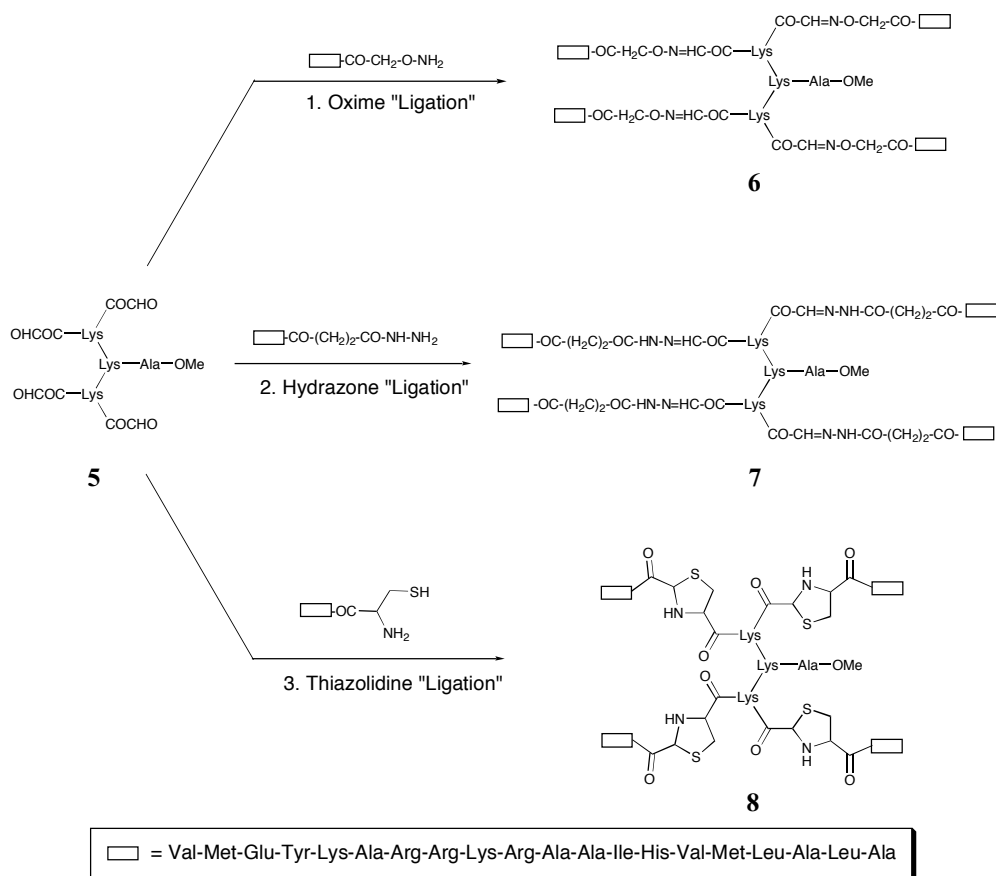 CO-CH=N-O-CH2-CO-
-CO-CH2-O-NH2
-OC-H2C-O-N=HC-OC-Lys
1. Oxime "Ligation"
Lys-Ala-OMe
-OC-H2C-O-N=HC-OC-Lys
CO-CH=N-O-CH2-CO-
6
COCHO
OHCOC-Lys
Lys-Ala-OMe
OHCOC-Lys
COCHO
5
-CO-(CH2)2-CO-NH-NH2
2. Hydrazone "Ligation"
CO-CH=N-NH-CO-(CH2)2-CO-
-OC-(H2C)2-OC-HN-N=HC-OC-Lys
Lys-Ala-OMe
-OC-(H2C)2-OC-HN-N=HC-OC-Lys
CO-CH=N-NH-CO-(CH2)2-CO-
7
-OC
SH
NH2
3. Thiazolidine "Ligation"
O
S
O
HN
O
HN
S
O
Lys
Lys-Ala-OMe
O
Lys
HN
S
O
O
S
N
H
O
8
= Val-Met-Glu-Tyr-Lys-Ala-Arg-Arg-Lys-Arg-Ala-Ala-Ile-His-Val-Met-Leu-Ala-Leu-Ala